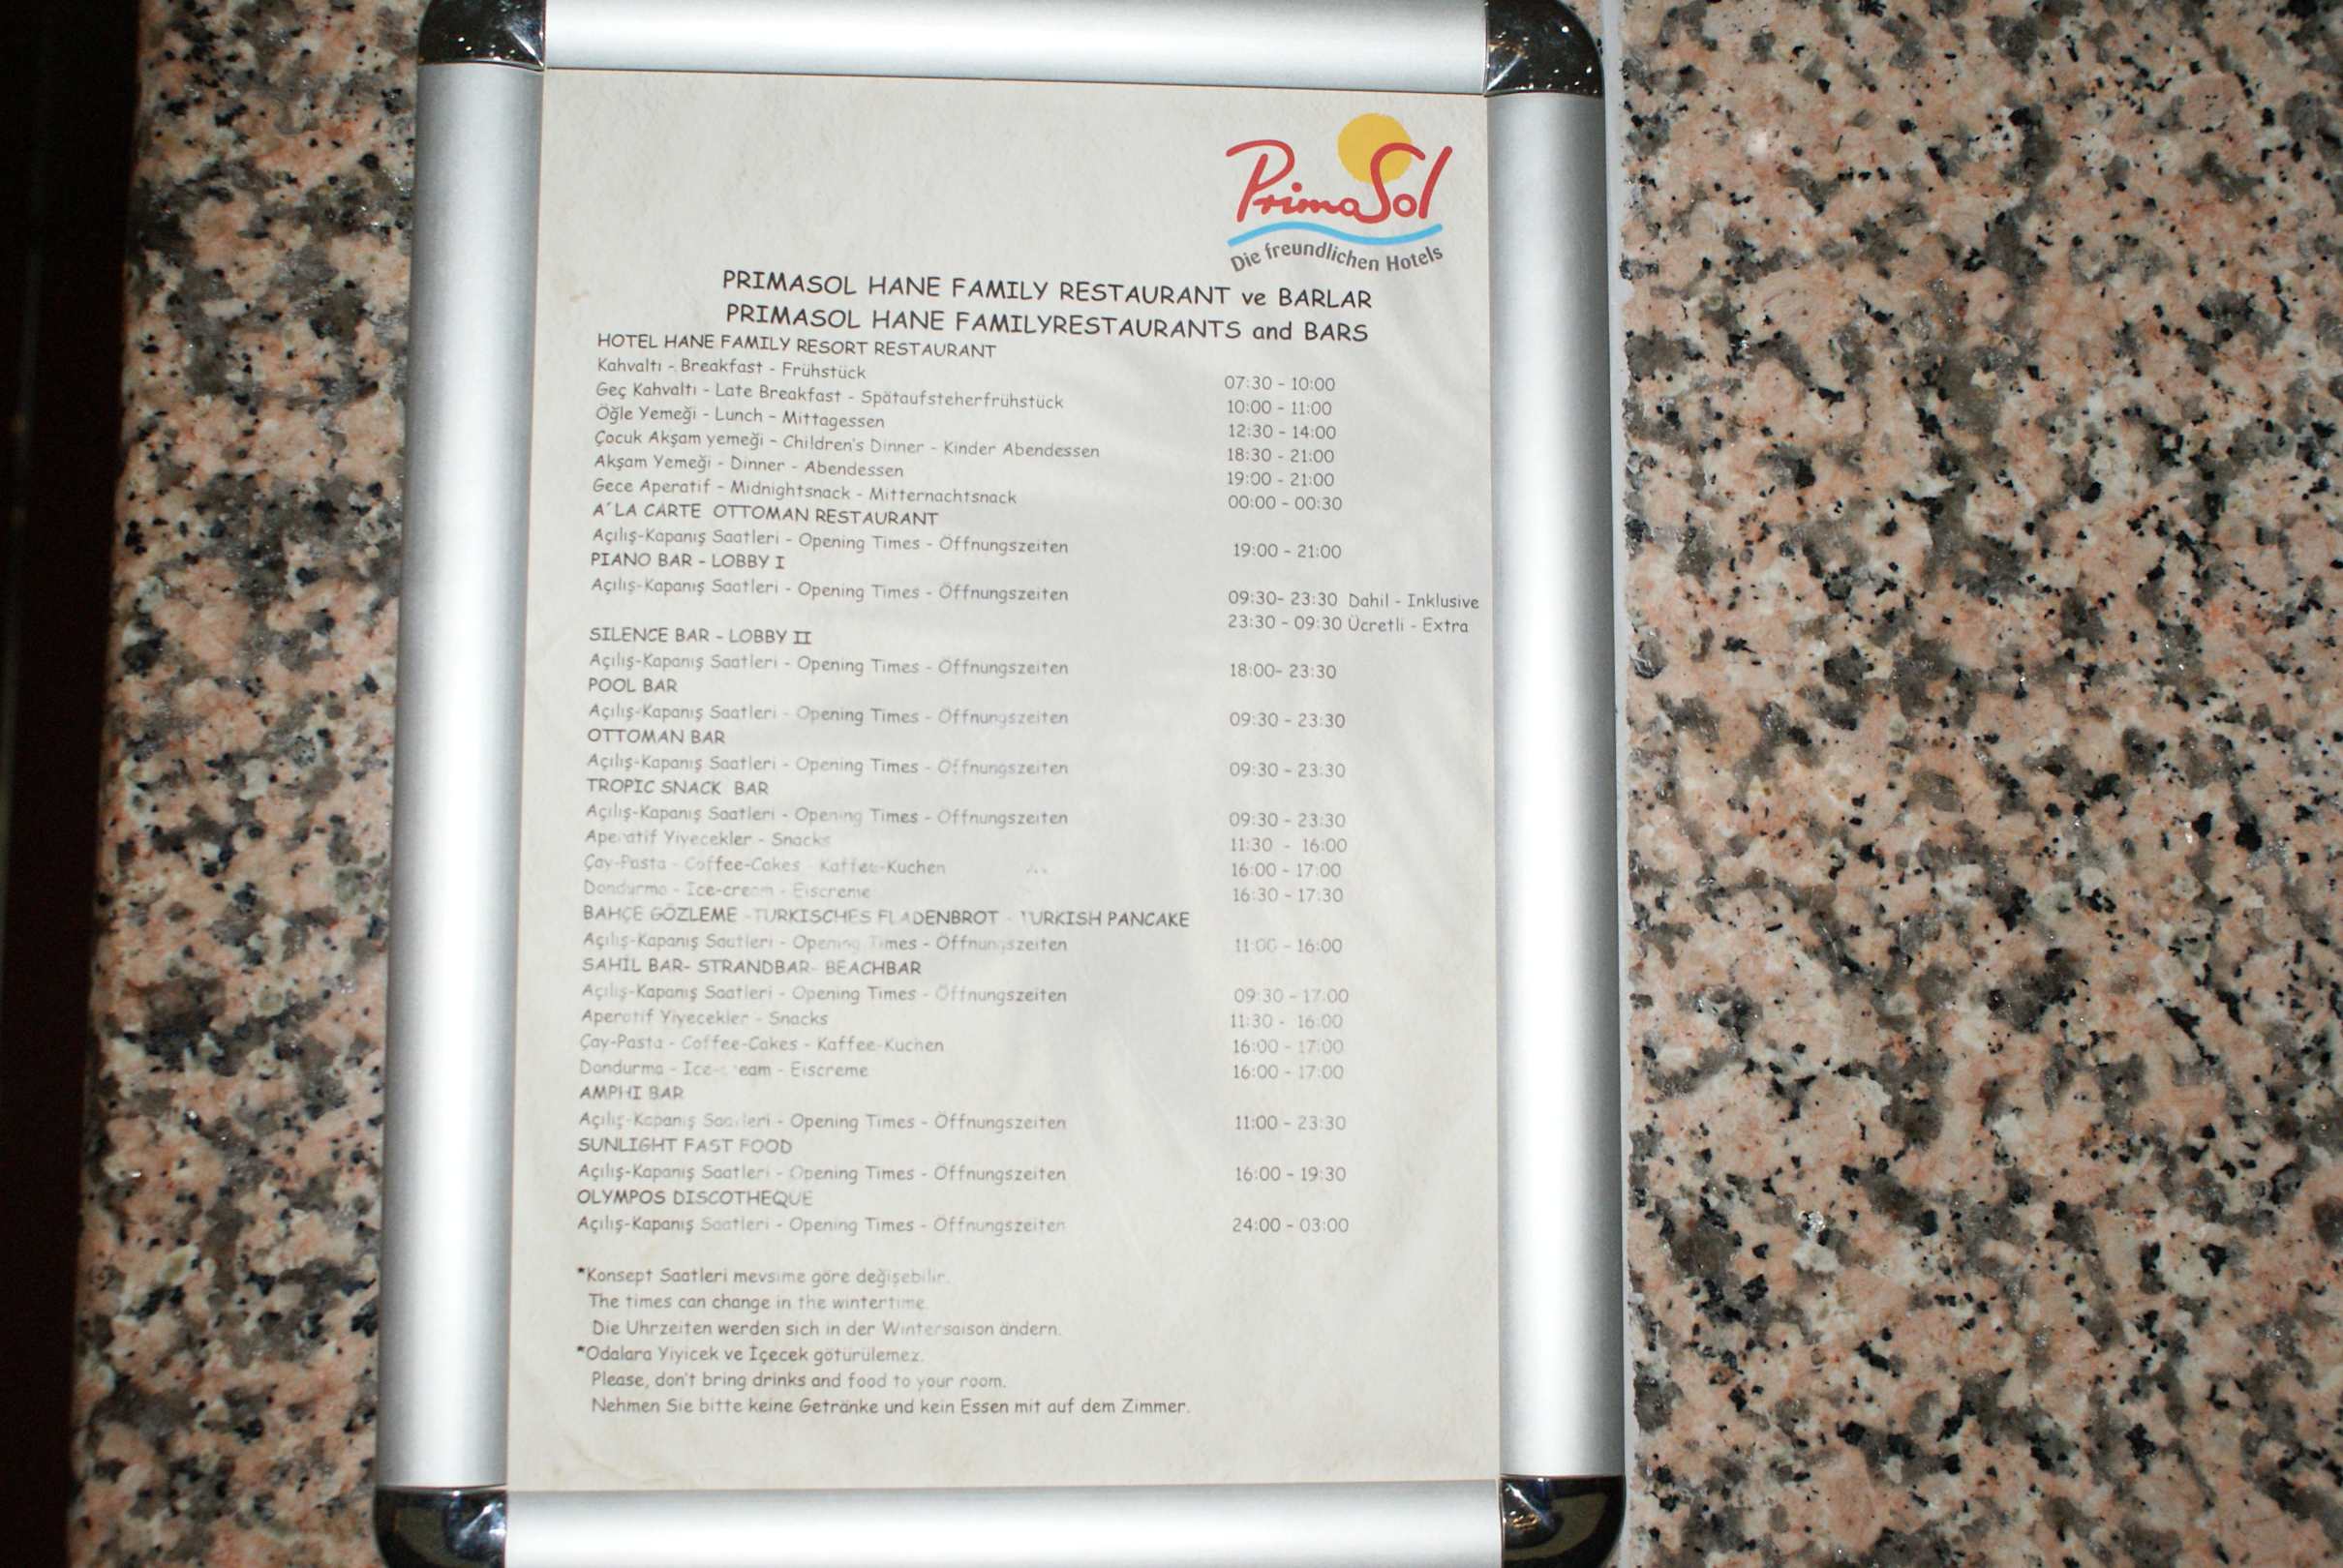 PrimaSol
Die freundlichen Hotels
PRIMASOL HANE FAMILY RESTAURANT ve BARLAR
PRIMASOL HANE FAMILYRESTAURANTS and BARS
HOTEL HANE FAMILY RESORT RESTAURANT
Kahvaltı - Breakfast - Frühstück 07:30 - 10:00
Geç Kahvaltı - Late Breakfast - Spätaufsteherfrühstück 10:00 - 11:00
Öğle Yemeği - Lunch - Mittagessen 12:30 - 14:00
Çocuk Akşam yemeği - Children's Dinner - Kinder Abendessen 18:30 - 21:00
Akşam Yemeği - Dinner - Abendessen 19:00 - 21:00
Gece Aperatif - Midnightsnack - Mitternachtsnack 00:00 - 00:30
A´LA CARTE OTTOMAN RESTAURANT
Açılış-Kapanış Saatleri - Opening Times - Öffnungszeiten 19:00 - 21:00
PIANO BAR - LOBBY I
Açılış-Kapanış Saatleri - Opening Times - Öffnungszeiten 09:30- 23:30 Dahil - Inklusive
23:30 - 09:30 Ücretli - Extra
SILENCE BAR - LOBBY II
Açılış-Kapanış Saatleri - Opening Times - Öffnungszeiten 18:00- 23:30
POOL BAR
Açılış-Kapanış Saatleri - Opening Times - Öffnungszeiten 09:30 - 23:30
OTTOMAN BAR
Açılış-Kapanış Saatleri - Opening Times - Öffnungszeiten 09:30 - 23:30
TROPIC SNACK BAR
Açılış-Kapanış Saatleri - Opening Times - Öffnungszeiten 09:30 - 23:30
Aperatif Yiyecekler - Snacks 11:30 - 16:00
Çay-Pasta - Coffee-Cakes - Kaffee-Kuchen 16:00 - 17:00
Dondurma - Ice-cream - Eiscreme 16:30 - 17:30
BAHÇE GÖZLEME -TURKISCHES FLADENBROT - TURKISH PANCAKE
Açılış-Kapanış Saatleri - Opening Times - Öffnungszeiten 11:00 - 16:00
SAHİL BAR- STRANDBAR- BEACHBAR
Açılış-Kapanış Saatleri - Opening Times - Öffnungszeiten 09:30 - 17:00
Aperatif Yiyecekler - Snacks 11:30 - 16:00
Çay-Pasta - Coffee-Cakes - Kaffee-Kuchen 16:00 - 17:00
Dondurma - Ice-cream - Eiscreme 16:00 - 17:00
AMPHI BAR
Açılış-Kapanış Saatleri - Opening Times - Öffnungszeiten 11:00 - 23:30
SUNLIGHT FAST FOOD
Açılış-Kapanış Saatleri - Opening Times - Öffnungszeiten 16:00 - 19:30
OLYMPOS DISCOTHEQUE
Açılış-Kapanış Saatleri - Opening Times - Öffnungszeiten 24:00 - 03:00
*Konsept Saatleri mevsime göre değişebilir.
The times can change in the wintertime.
Die Uhrzeiten werden sich in der Wintersaison ändern.
*Odalara Yiyicek ve İçecek götürülemez.
Please, don't bring drinks and food to your room.
Nehmen Sie bitte keine Getränke und kein Essen mit auf dem Zimmer.